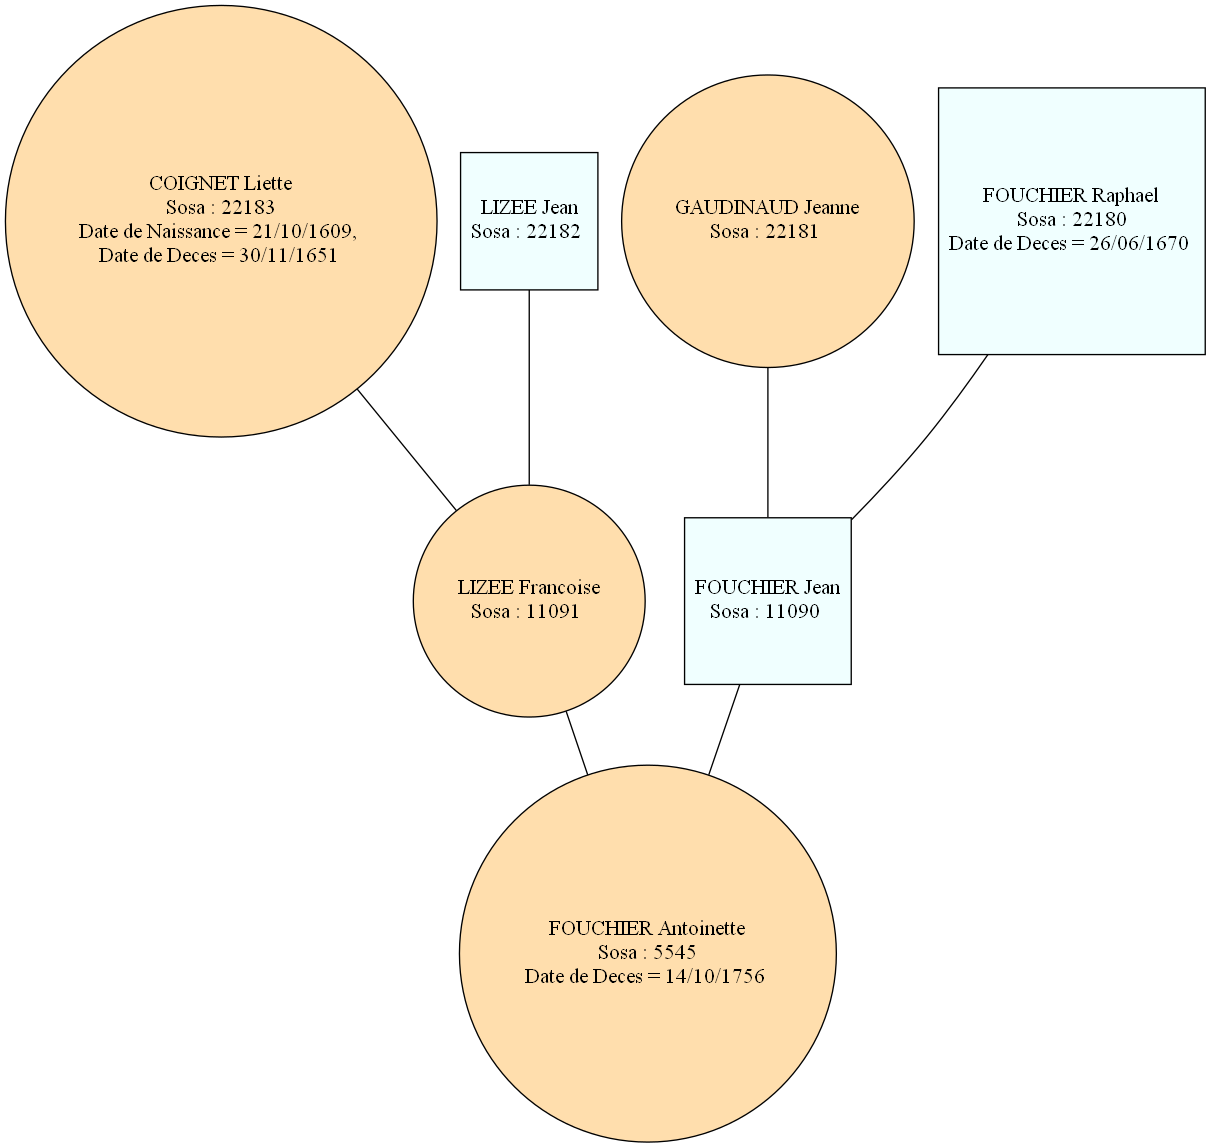 COIGNET Liette
Sosa : 22183
Date de Naissance = 21/10/1609,
Date de Deces = 30/11/1651
LIZEE Jean
Sosa : 22182
GAUDINAUD Jeanne
Sosa : 22181
FOUCHIER Raphael
Sosa : 22180
Date de Deces = 26/06/1670
LIZEE Francoise
Sosa : 11091
FOUCHIER Jean
Sosa : 11090
FOUCHIER Antoinette
Sosa : 5545
Date de Deces = 14/10/1756